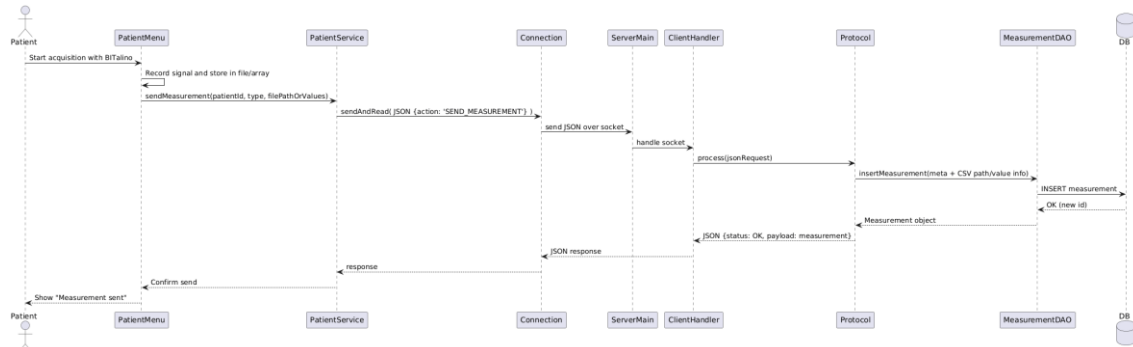 Patient PatientMenu PatientService Connection ServerMain ClientHandler Protocol MeasurementDAO DB
Start acquisition with BITalino
Record signal and store in file/array
sendMeasurement(patientId, type, filePathOrValues)
sendAndRead( JSON {action: "SEND_MEASUREMENT"} )
send JSON over socket
handle socket
process(jsonRequest)
insertMeasurement(meta + CSV path/value info)
INSERT measurement
OK (new id)
Measurement object
JSON {status: OK, payload: measurement}
JSON response
response
Confirm send
Show "Measurement sent"
Patient PatientMenu PatientService Connection ServerMain ClientHandler Protocol MeasurementDAO DB